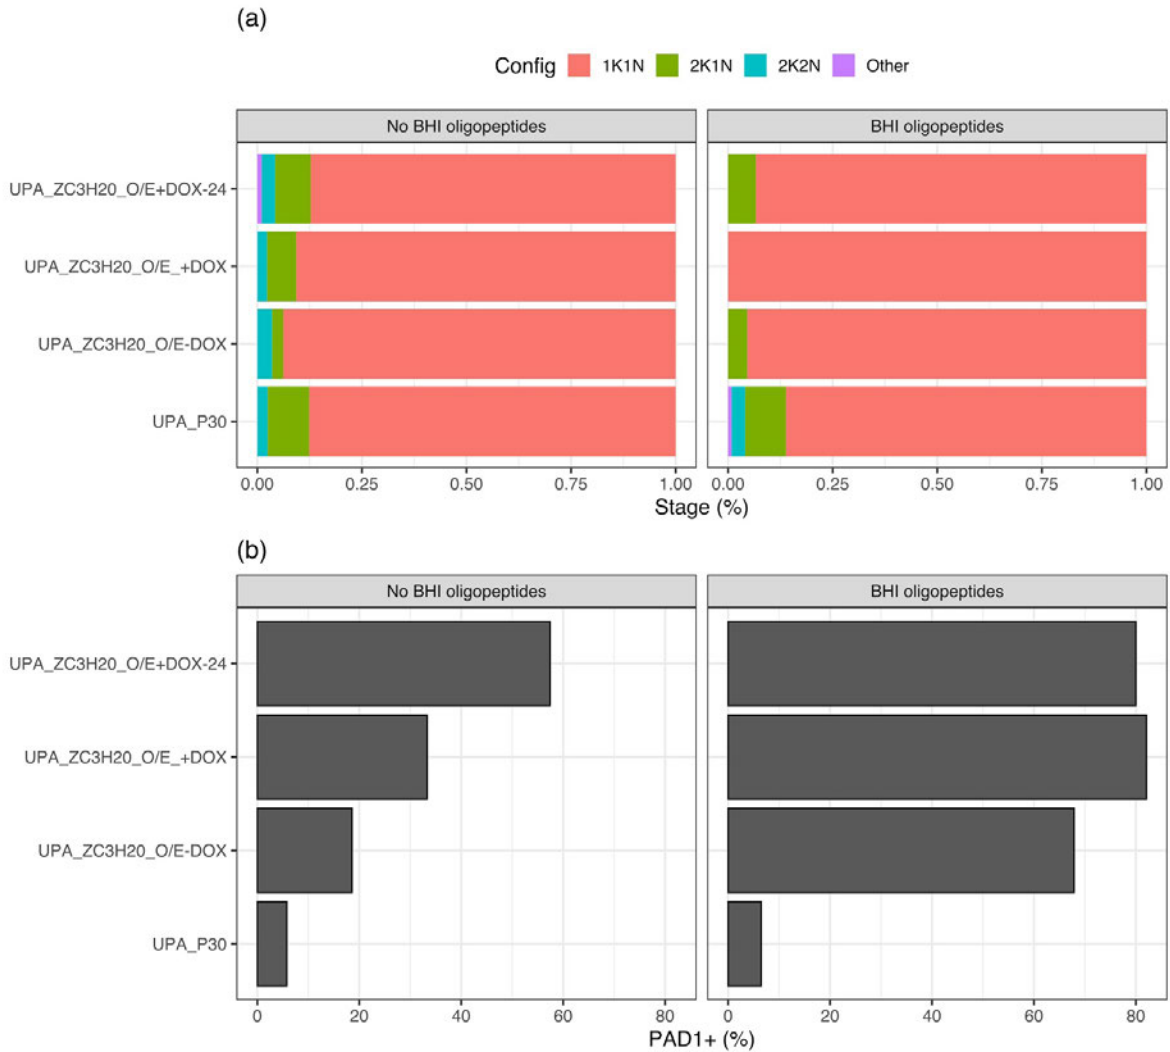 (a)
Config 1K1N 2K1N 2K2N Other
No BHI oligopeptides BHI oligopeptides
UPA_ZC3H20_O/E+DOX-24
UPA_ZC3H20_O/E_+DOX
UPA_ZC3H20_O/E-DOX
UPA_P30
0.00 0.25 0.50 0.75 1.00 0.00 0.25 0.50 0.75 1.00
Stage (%)
(b)
No BHI oligopeptides BHI oligopeptides
UPA_ZC3H20_O/E+DOX-24
UPA_ZC3H20_O/E_+DOX
UPA_ZC3H20_O/E-DOX
UPA_P30
0 20 40 60 80 0 20 40 60 80
PAD1+ (%)